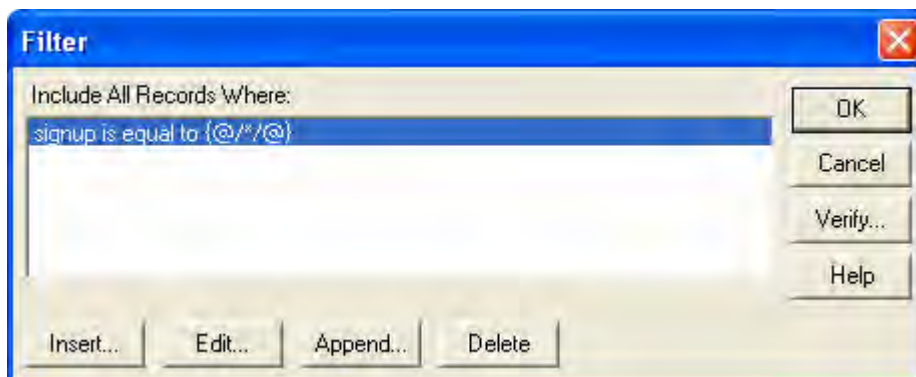 Filter
Include All Records Where:
signup is equal to {@/*/@}
OK
Cancel
Verify...
Help
Insert...
Edit...
Append...
Delete